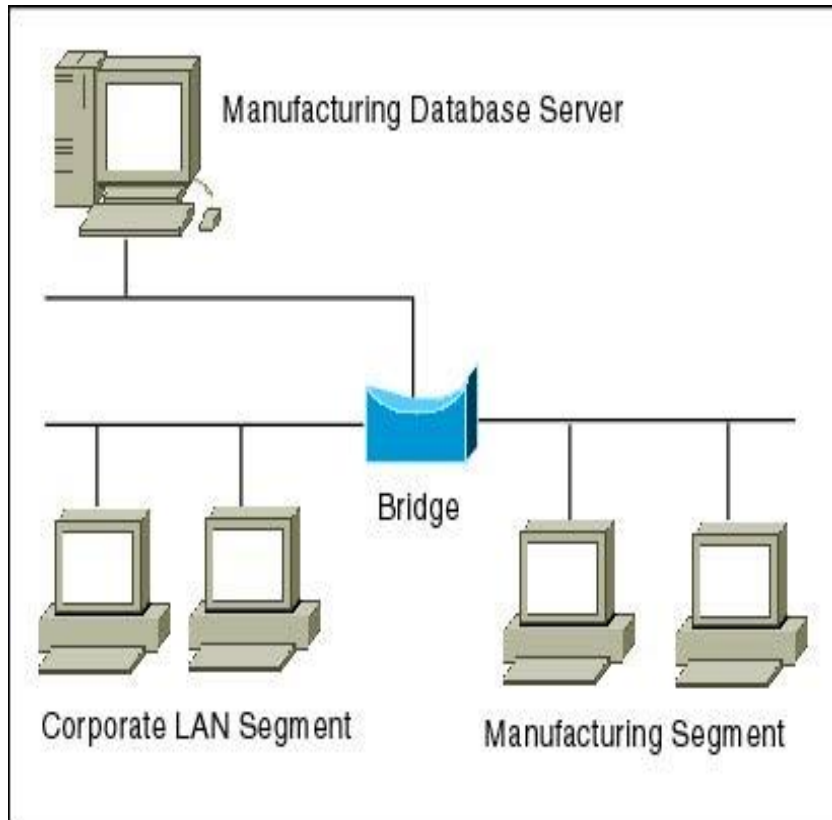 Manufacturing Database Server
Bridge
Corporate LAN Segment
Manufacturing Segment